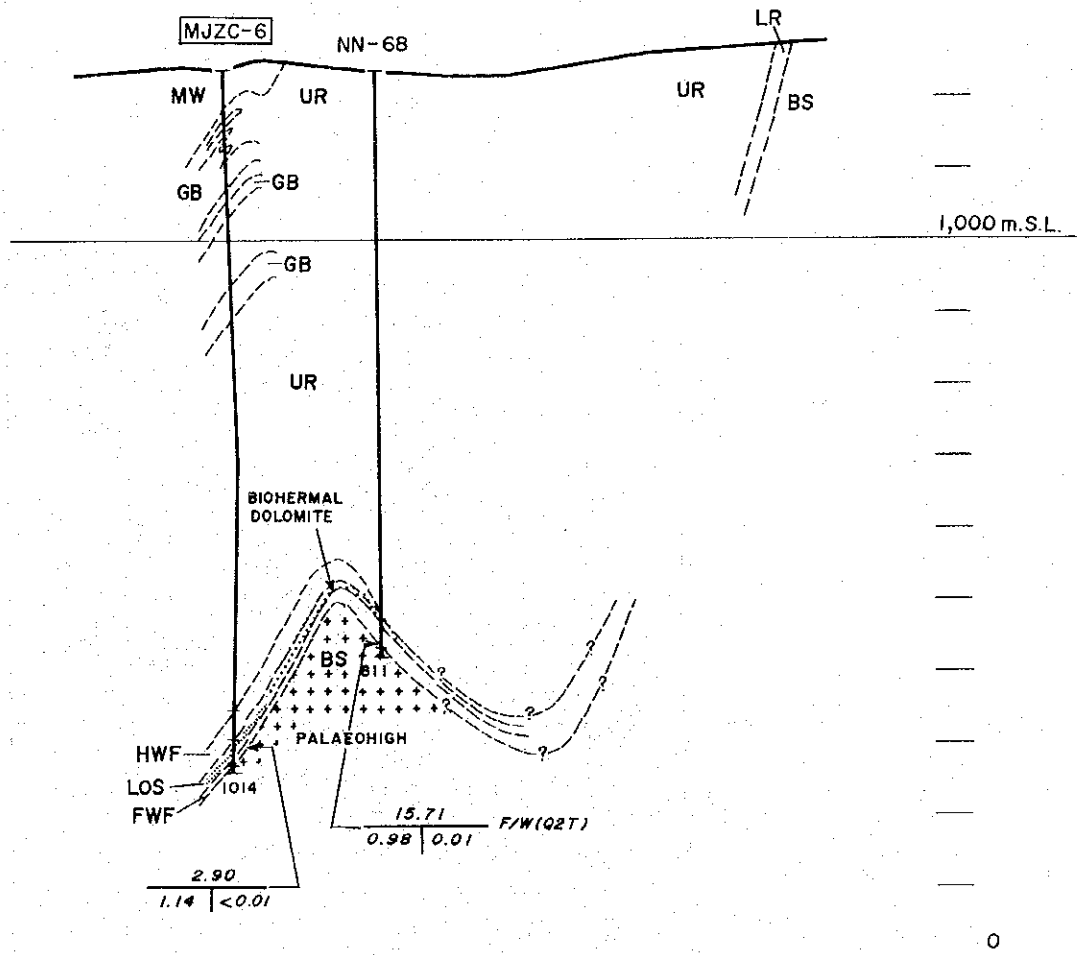 MJZC-6
NN-68
LR
MW
UR
UR
BS
GB
GB
1,000 m.S.L.
GB
UR
BIOHERMAL
DOLOMITE
BS
811
?
?
?
?
?
?
PALAEOHIGH
HWF
LOS
1014
FWF
15.71
F/W(Q2T)
0.98 0.01
2.90
1.14 <0.01
0